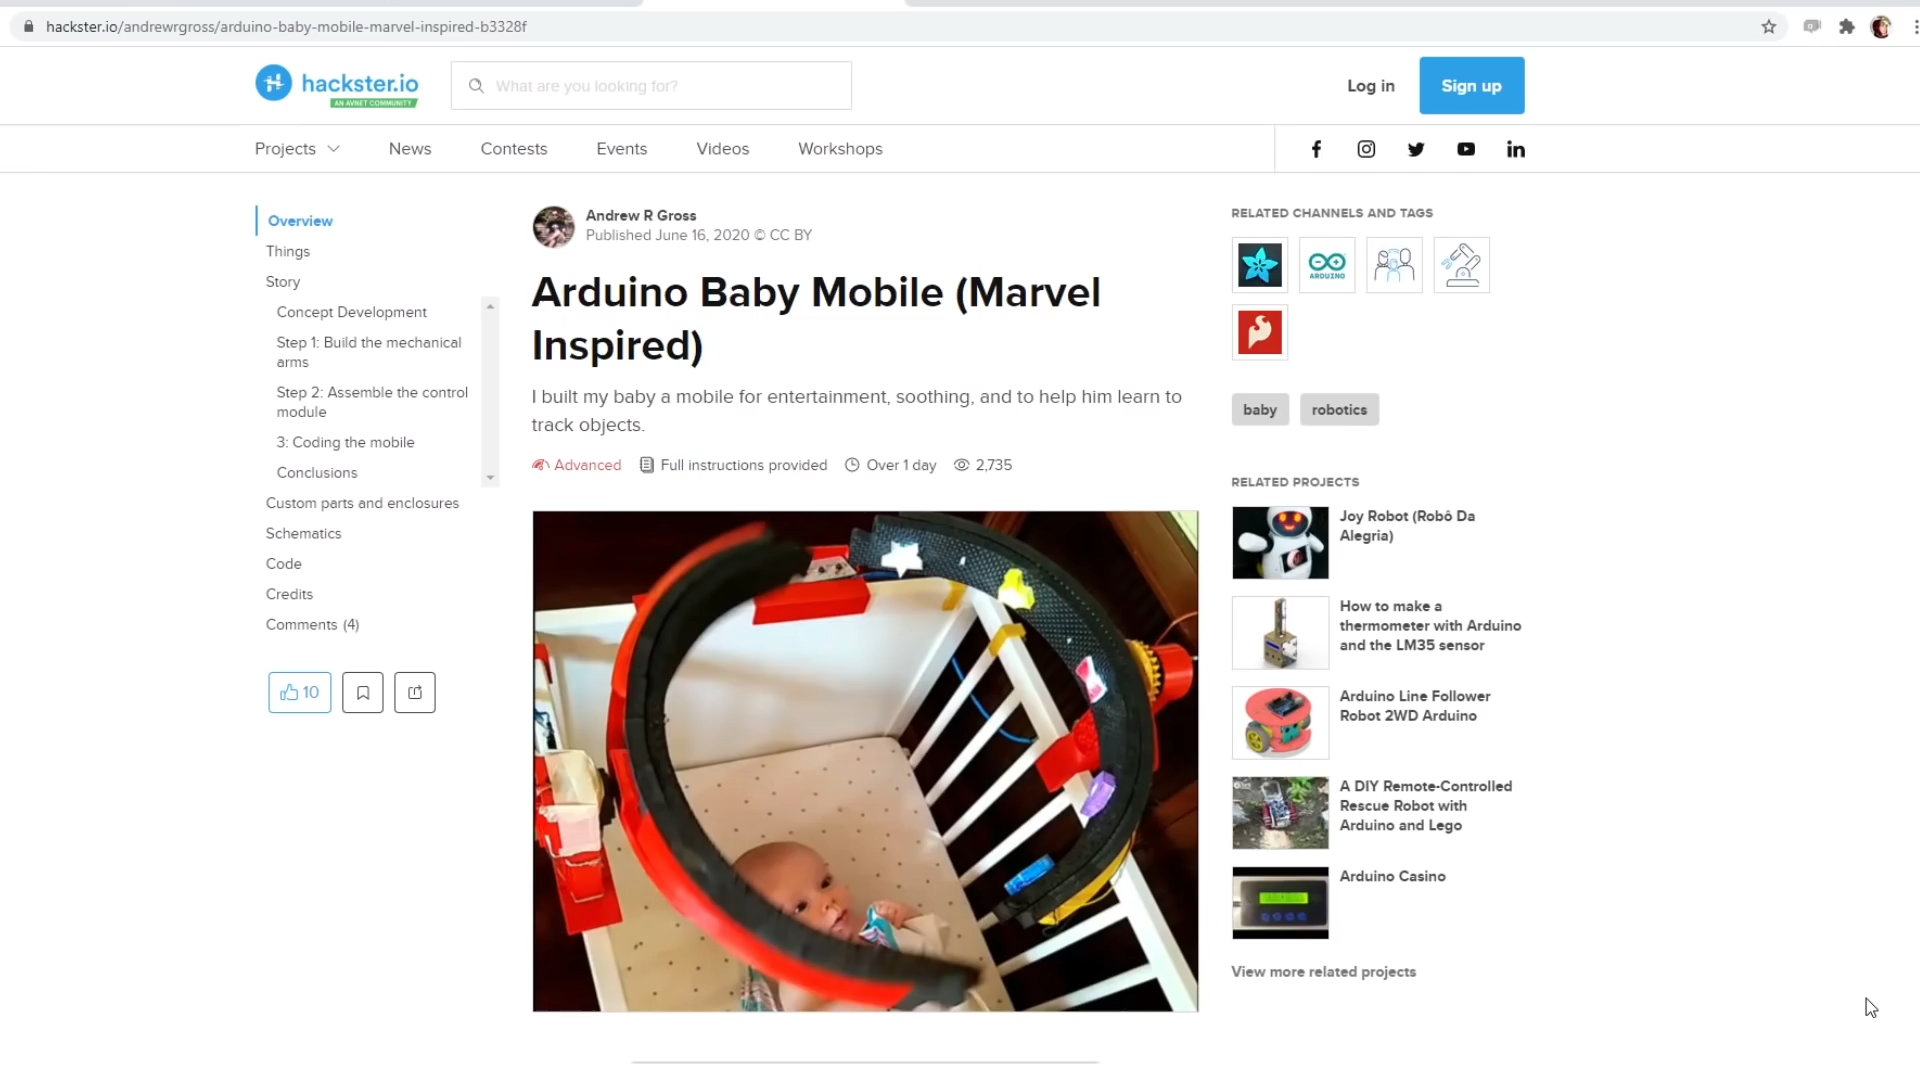 hackster.io/andrewrgross/arduino-baby-mobile-marvel-inspired-b3328f
hackster.io
AN AVNET COMMUNITY
What are you looking for?
Log in
Sign up
Projects
News
Contests
Events
Videos
Workshops
Overview
Things
Story
Concept Development
Step 1: Build the mechanical
arms
Step 2: Assemble the control
module
3: Coding the mobile
Conclusions
Custom parts and enclosures
Schematics
Code
Credits
Comments (4)
10
Andrew R Gross
Published June 16, 2020 © CC BY
Arduino Baby Mobile (Marvel
Inspired)
I built my baby a mobile for entertainment, soothing, and to help him learn to
track objects.
Advanced
Full instructions provided
Over 1 day
2,735
RELATED CHANNELS AND TAGS
ARDUINO
baby
robotics
RELATED PROJECTS
Joy Robot (Robô Da
Alegria)
How to make a
thermometer with Arduino
and the LM35 sensor
Arduino Line Follower
Robot 2WD Arduino
A DIY Remote-Controlled
Rescue Robot with
Arduino and Lego
Arduino Casino
View more related projects